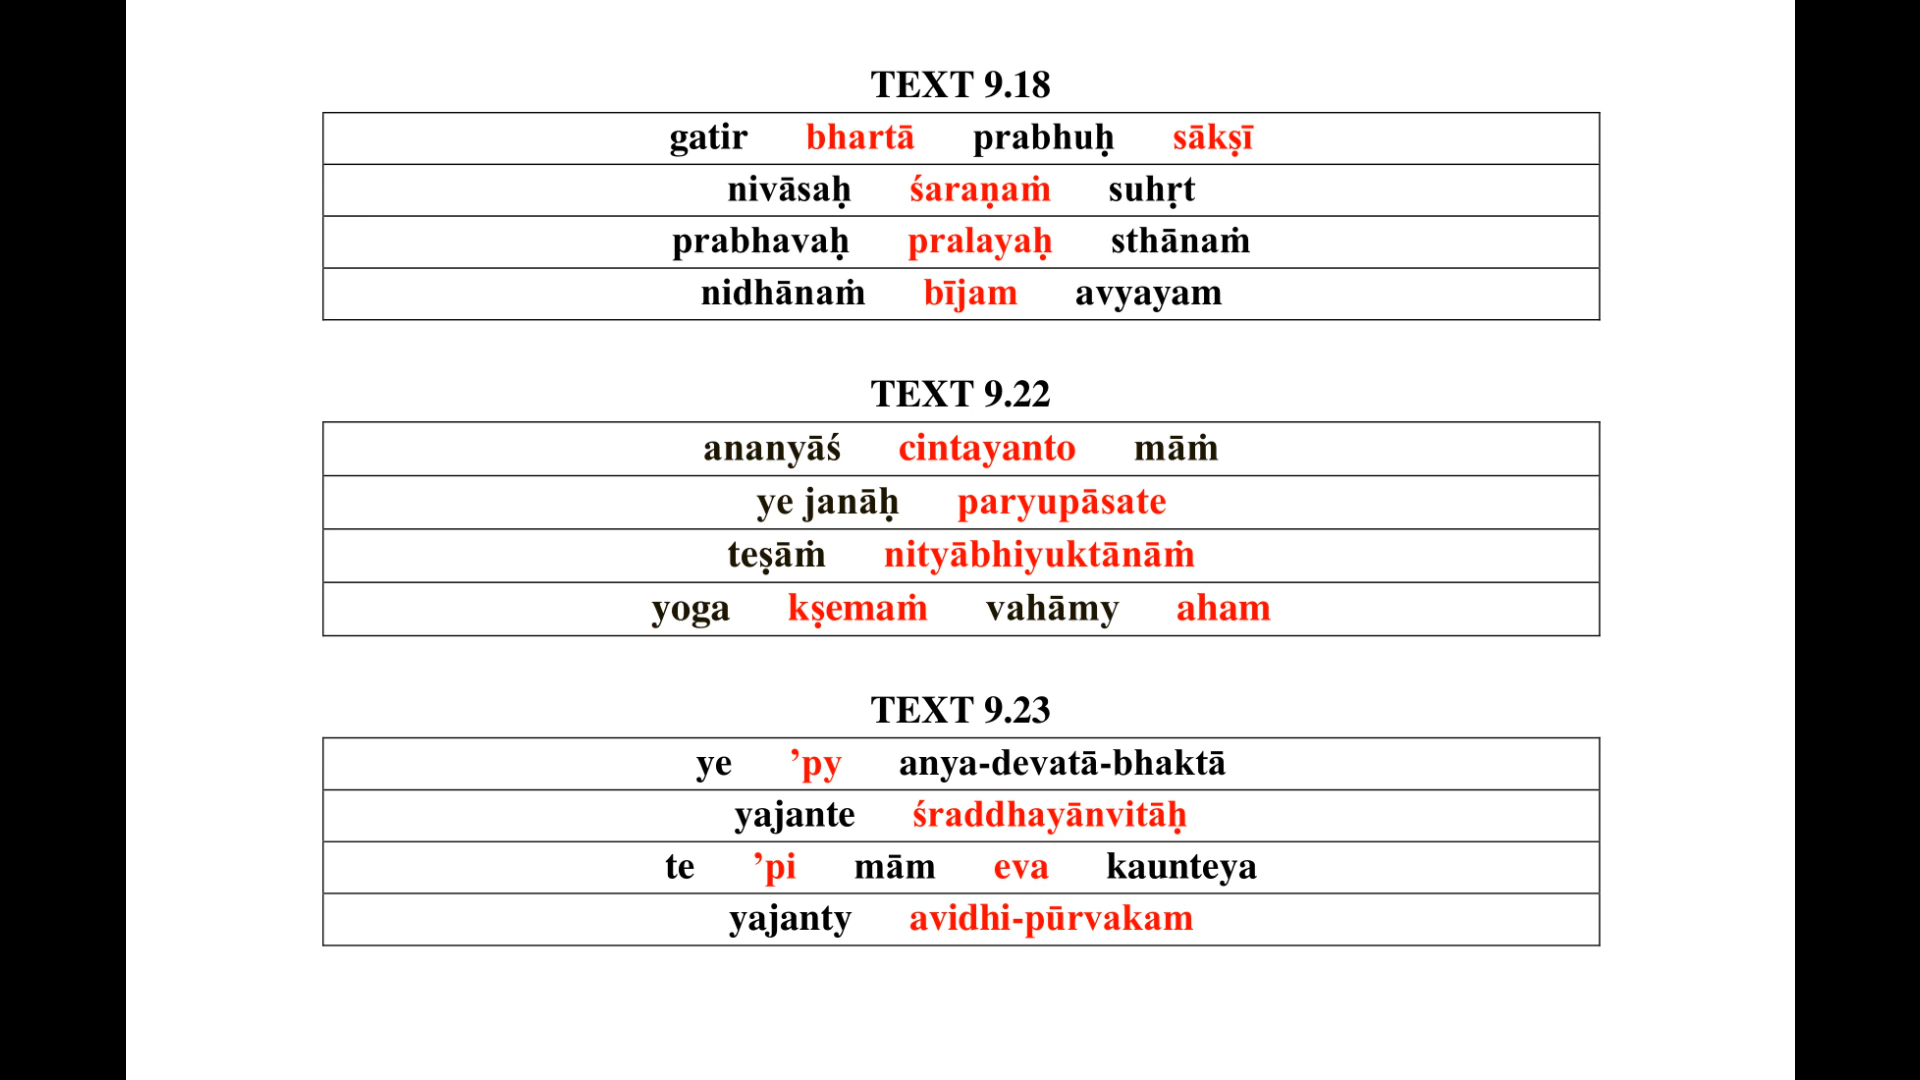 TEXT 9.18
gatir bhartā prabhuḥ sākṣī
nivāsaḥ śaraṇaṁ suhṛt
prabhavaḥ pralayaḥ sthānaṁ
nidhānaṁ bījam avyayam
TEXT 9.22
ananyāś cintayanto māṁ
ye janāḥ paryupāsate
teṣāṁ nityābhiyuktānāṁ
yoga kṣemaṁ vahāmy aham
TEXT 9.23
ye ’py anya-devatā-bhaktā
yajante śraddhayānvitāḥ
te ’pi mām eva kaunteya
yajanty avidhi-pūrvakam